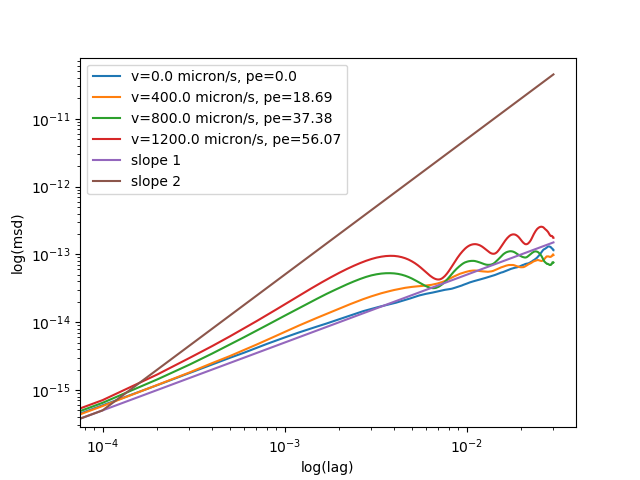 v=0.0 micron/s, pe=0.0
v=400.0 micron/s, pe=18.69
v=800.0 micron/s, pe=37.38
v=1200.0 micron/s, pe=56.07
slope 1
slope 2
log(msd)
10⁻¹¹
10⁻¹²
10⁻¹³
10⁻¹⁴
10⁻¹⁵
10⁻⁴ 10⁻³ 10⁻²
log(lag)